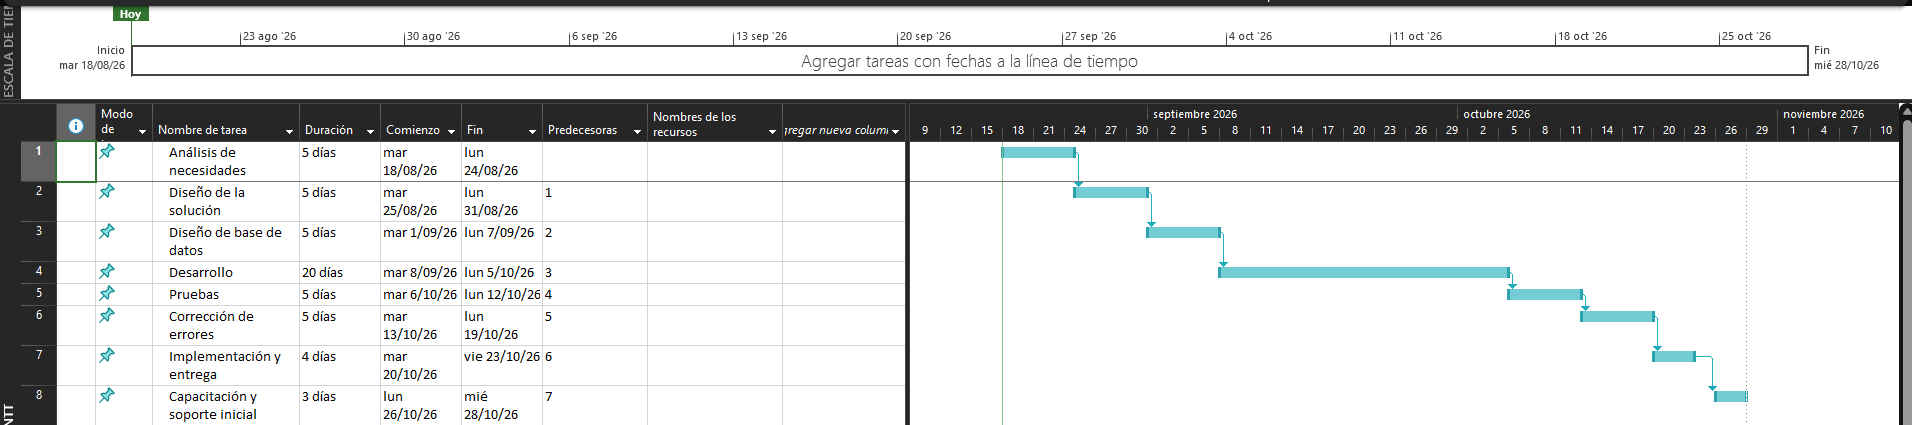 Hoy
ESCALA DE TIEM
23 ago '26
30 ago '26
6 sep '26
13 sep '26
20 sep '26
27 sep '26
4 oct '26
11 oct '26
18 oct '26
25 oct '26
Inicio
mar 18/08/26
Agregar tareas con fechas a la línea de tiempo
Fin
mié 28/10/26
Modo
de
Nombre de tarea
Duración
Comienzo
Fin
Predecesoras
Nombres de los
recursos
gregar nueva colum
septiembre 2026
octubre 2026
noviembre 2026
9 12 15 18 21 24 27 30 2 5 8 11 14 17 20 23 26 29 2 5 8 11 14 17 20 23 26 29 1 4 7 10
1
Análisis de
necesidades
5 días
mar
18/08/26
lun
24/08/26
2
Diseño de la
solución
5 días
mar
25/08/26
lun
31/08/26
1
3
Diseño de base de
datos
5 días
mar 1/09/26
lun 7/09/26
2
4
Desarrollo
20 días
mar 8/09/26
lun 5/10/26
3
5
Pruebas
5 días
mar 6/10/26
lun 12/10/26
4
6
Corrección de
errores
5 días
mar
13/10/26
lun
19/10/26
5
7
Implementación y
entrega
4 días
mar
20/10/26
vie 23/10/26
6
8
Capacitación y
soporte inicial
3 días
lun
26/10/26
mié
28/10/26
7
NTT